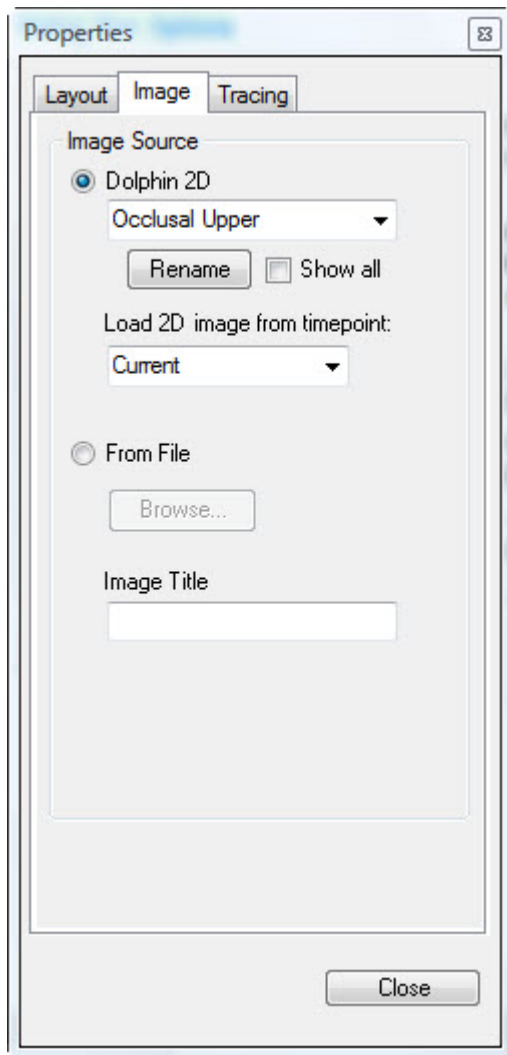 Properties
Layout Image Tracing
Image Source
Dolphin 2D
Occlusal Upper
Rename Show all
Load 2D image from timepoint:
Current
From File
Browse...
Image Title
Close